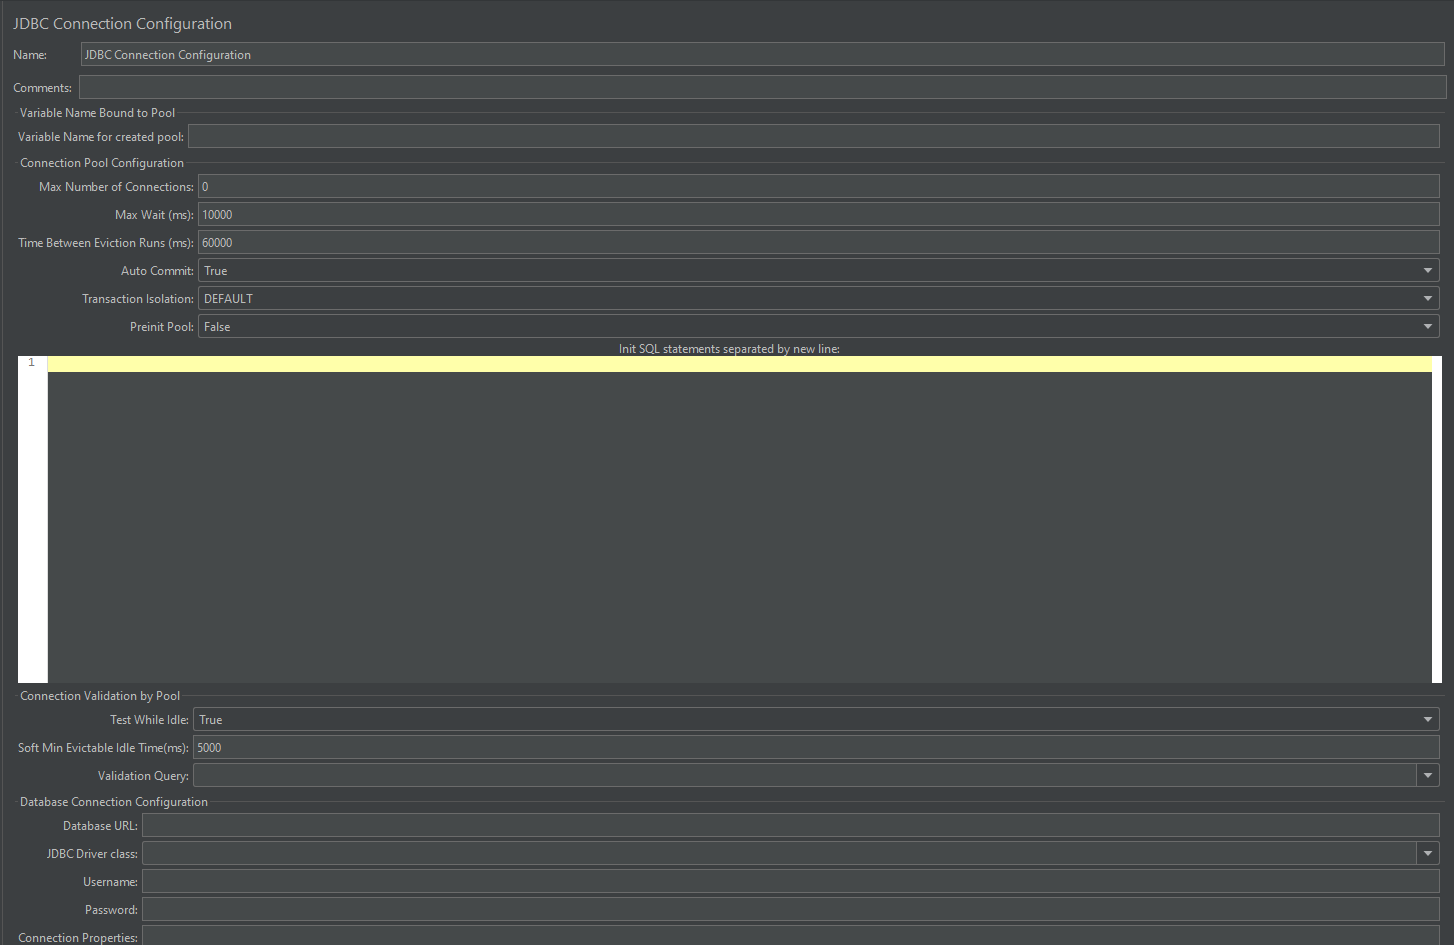 JDBC Connection Configuration
Name: JDBC Connection Configuration
Comments:
Variable Name Bound to Pool
Variable Name for created pool:
Connection Pool Configuration
Max Number of Connections: 0
Max Wait (ms): 10000
Time Between Eviction Runs (ms): 60000
Auto Commit: True
Transaction Isolation: DEFAULT
Preinit Pool: False
Init SQL statements separated by new line:
1
Connection Validation by Pool
Test While Idle: True
Soft Min Evictable Idle Time(ms): 5000
Validation Query:
Database Connection Configuration
Database URL:
JDBC Driver class:
Username:
Password:
Connection Properties: